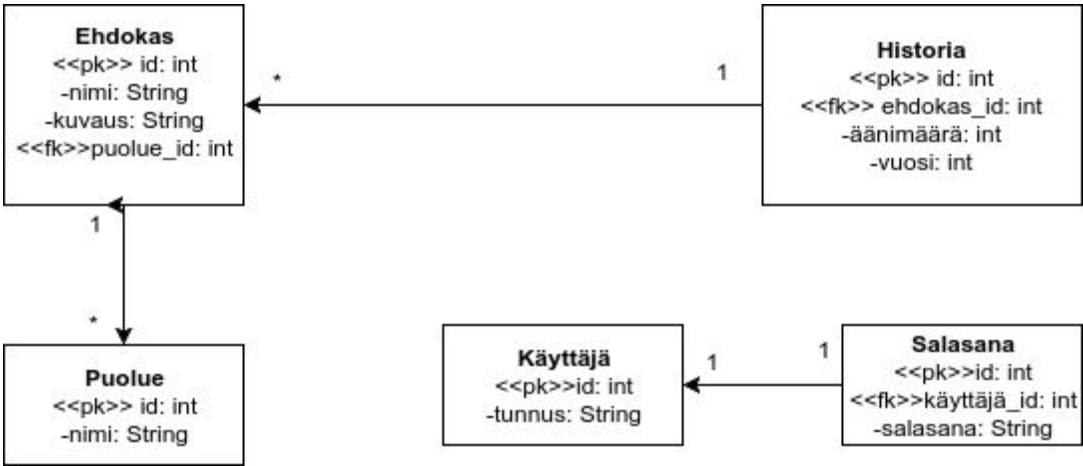 Ehdokas
<<pk>> id: int
-nimi: String
-kuvaus: String
<<fk>>puolue_id: int
*
1
Historia
<<pk>> id: int
<<fk>> ehdokas_id: int
-äänimäärä: int
-vuosi: int
1
*
Puolue
<<pk>> id: int
-nimi: String
Käyttäjä
<<pk>>id: int
-tunnus: String
1
1
Salasana
<<pk>>id: int
<<fk>>käyttäjä_id: int
-salasana: String